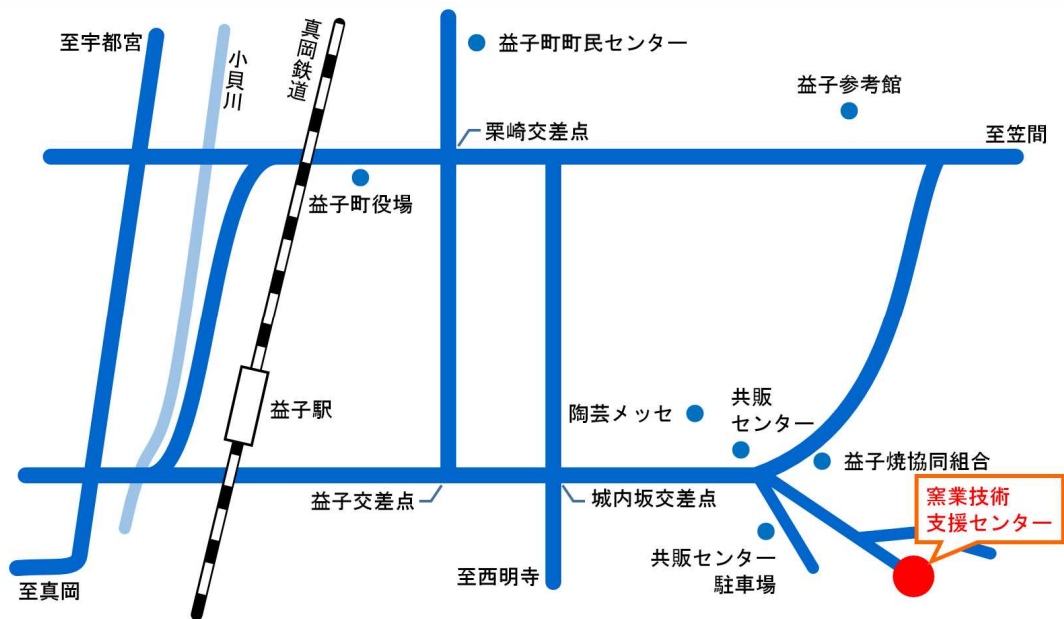 至宇都宮
小貝川
真岡鉄道
益子町町民センター
益子参考館
栗崎交差点
至笠間
益子町役場
益子駅
陶芸メッセ
共販
センター
益子焼協同組合
益子交差点
城内坂交差点
窯業技術
支援センター
共販センター
駐車場
至西明寺
至真岡